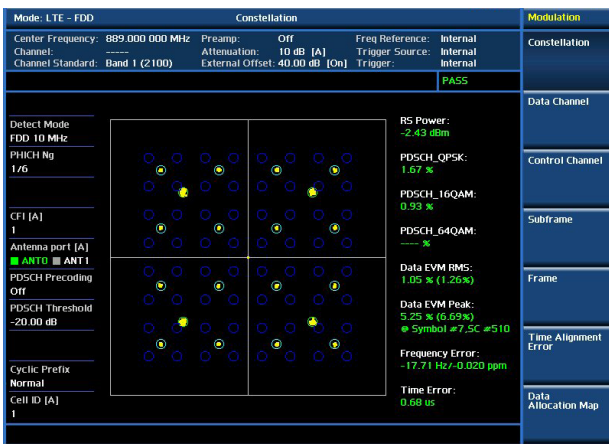 Mode: LTE - FDD Constellation Modulation
Center Frequency: 889.000 000 MHz Preamp: Off Freq Reference: Internal
Channel: ----- Attenuation: 10 dB [A] Trigger Source: Internal
Channel Standard: Band 1 (2100) External Offset: 40.00 dB [On] Trigger: Internal
PASS
Constellation
Data Channel
Control Channel
Subframe
Frame
Time Alignment
Error
Data
Allocation Map
Detect Mode
FDD 10 MHz
PHICH Ng
1/6
CFI [A]
1
Antenna port [A]
ANT0 ANT1
PDSCH Precoding
Off
PDSCH Threshold
-20.00 dB
Cyclic Prefix
Normal
Cell ID [A]
1
RS Power:
-2.43 dBm
PDSCH_QPSK:
1.67 %
PDSCH_16QAM:
0.93 %
PDSCH_64QAM:
---- %
Data EVM RMS:
1.05 % (1.26%)
Data EVM Peak:
5.25 % (6.69%)
@ Symbol #7,SC #510
Frequency Error:
-17.71 Hz/-0.020 ppm
Time Error:
0.68 us